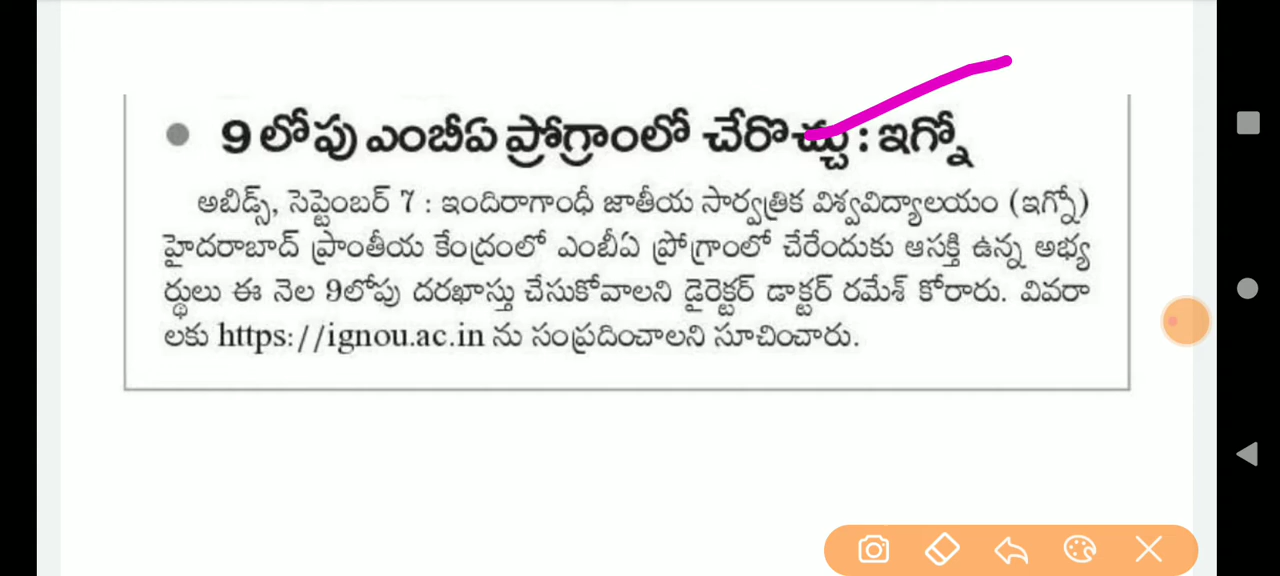 • 9 లోపు ఎంబీఏ ప్రోగ్రాంలో చేరొచ్చు : ఇగ్నో
అబిడ్స్, సెప్టెంబర్ 7 : ఇందిరాగాంధీ జాతీయ సార్వత్రిక విశ్వవిద్యాలయం (ఇగ్నో)
హైదరాబాద్ ప్రాంతీయ కేంద్రంలో ఎంబీఏ ప్రోగ్రాంలో చేరేందుకు ఆసక్తి ఉన్న అభ్య
ర్థులు ఈ నెల 9లోపు దరఖాస్తు చేసుకోవాలని డైరెక్టర్ డాక్టర్ రమేశ్ కోరారు. వివరా
లకు https://ignou.ac.in ను సంప్రదించాలని సూచించారు.